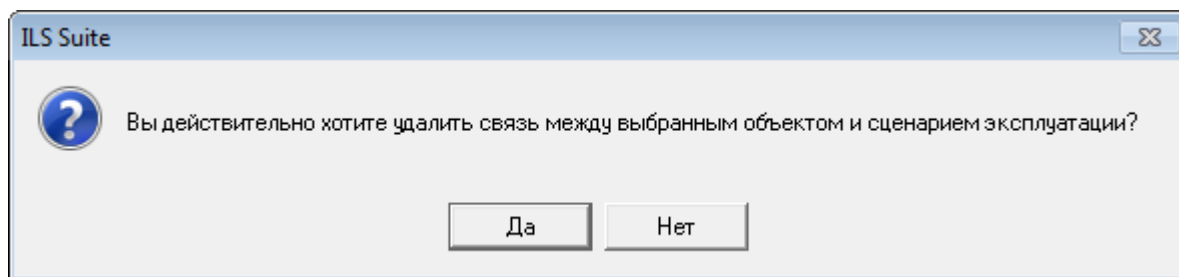 ILS Suite
Вы действительно хотите удалить связь между выбранным объектом и сценарием эксплуатации?
Да
Нет